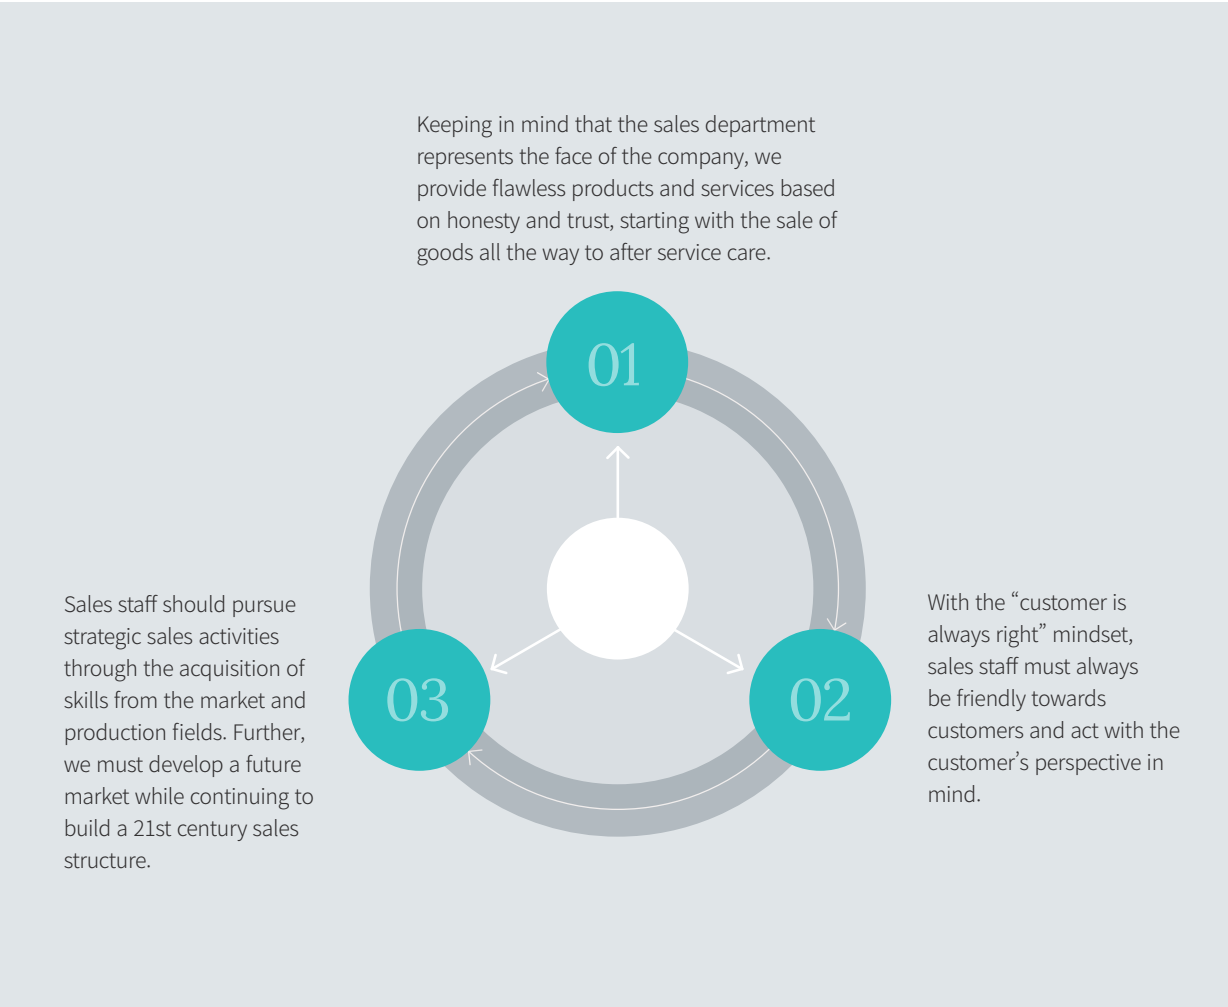 Keeping in mind that the sales department
represents the face of the company, we
provide flawless products and services based
on honesty and trust, starting with the sale of
goods all the way to after service care.
01
02
With the “customer is
always right” mindset,
sales staff must always
be friendly towards
customers and act with the
customer’s perspective in
mind.
03
Sales staff should pursue
strategic sales activities
through the acquisition of
skills from the market and
production fields. Further,
we must develop a future
market while continuing to
build a 21st century sales
structure.